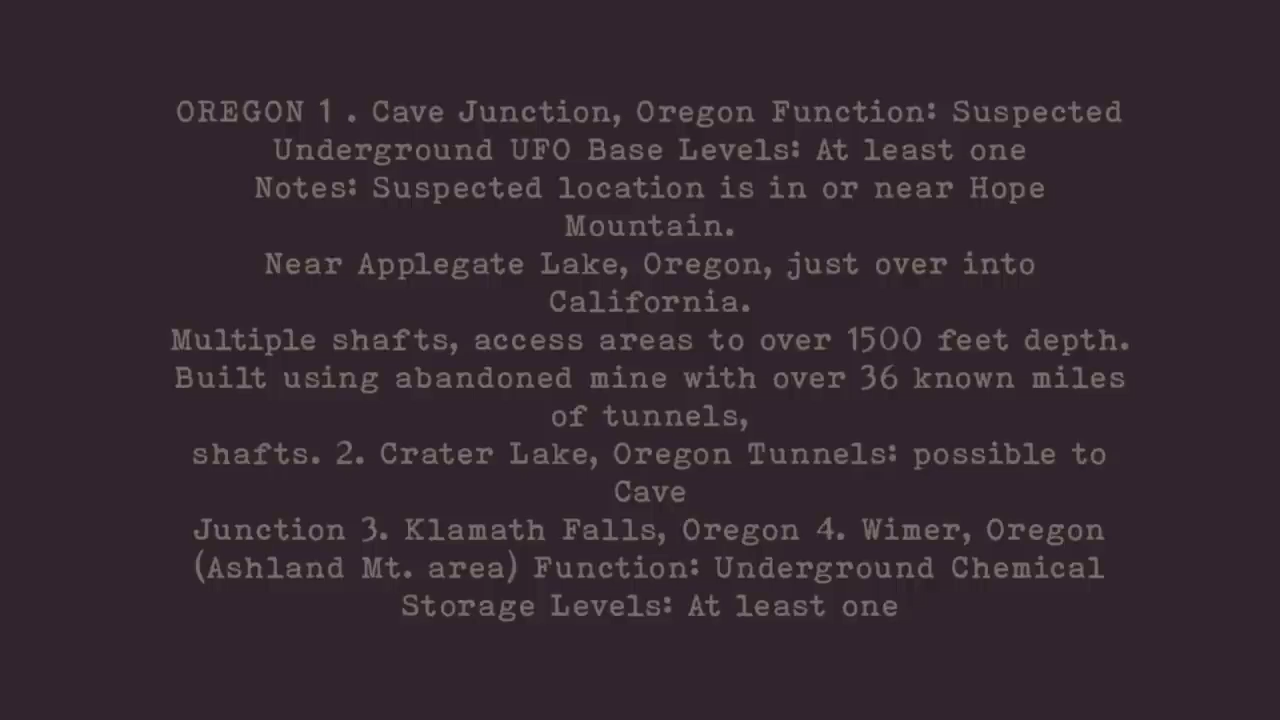 OREGON 1 . Cave Junction, Oregon Function: Suspected
Underground UFO Base Levels: At least one
Notes: Suspected location is in or near Hope
Mountain.
Near Applegate Lake, Oregon, just over into
California.
Multiple shafts, access areas to over 1500 feet depth.
Built using abandoned mine with over 36 known miles
of tunnels,
shafts. 2. Crater Lake, Oregon Tunnels: possible to
Cave
Junction 3. Klamath Falls, Oregon 4. Wimer, Oregon
(Ashland Mt. area) Function: Underground Chemical
Storage Levels: At least one